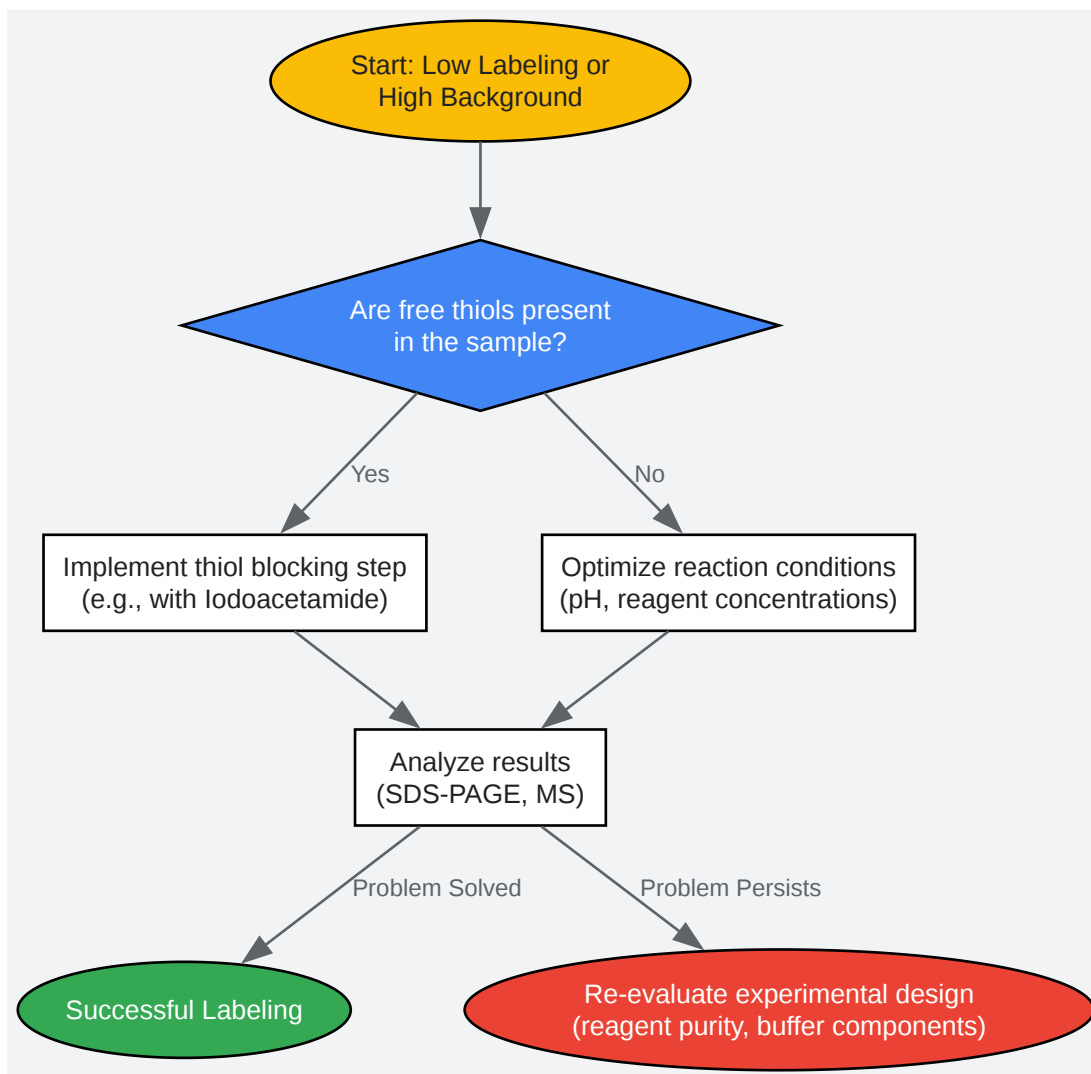 Start: Low Labeling or
High Background
Are free thiols present
in the sample?
Yes
No
Implement thiol blocking step
(e.g., with Iodoacetamide)
Optimize reaction conditions
(pH, reagent concentrations)
Analyze results
(SDS-PAGE, MS)
Problem Solved
Problem Persists
Successful Labeling
Re-evaluate experimental design
(reagent purity, buffer components)